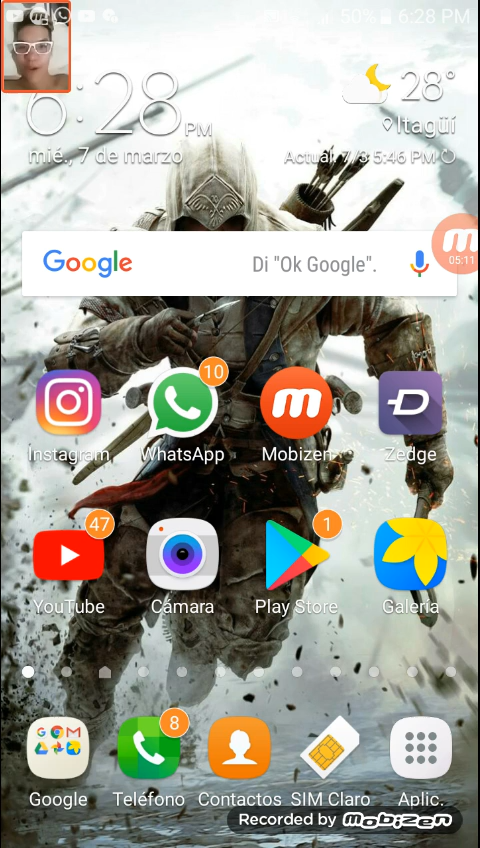 50% 6:28 PM
6:28 PM
28°
Itagüí
mié., 7 de marzo
Actual. 7/3 5:46 PM
Google
Di "Ok Google".
05:11
10
Instagram
WhatsApp
Mobizen
Zedge
47
1
YouTube
Cámara
Play Store
Galería
8
G O M
Google
Teléfono
Contactos
SIM Claro
Aplic.
Recorded by mobizen